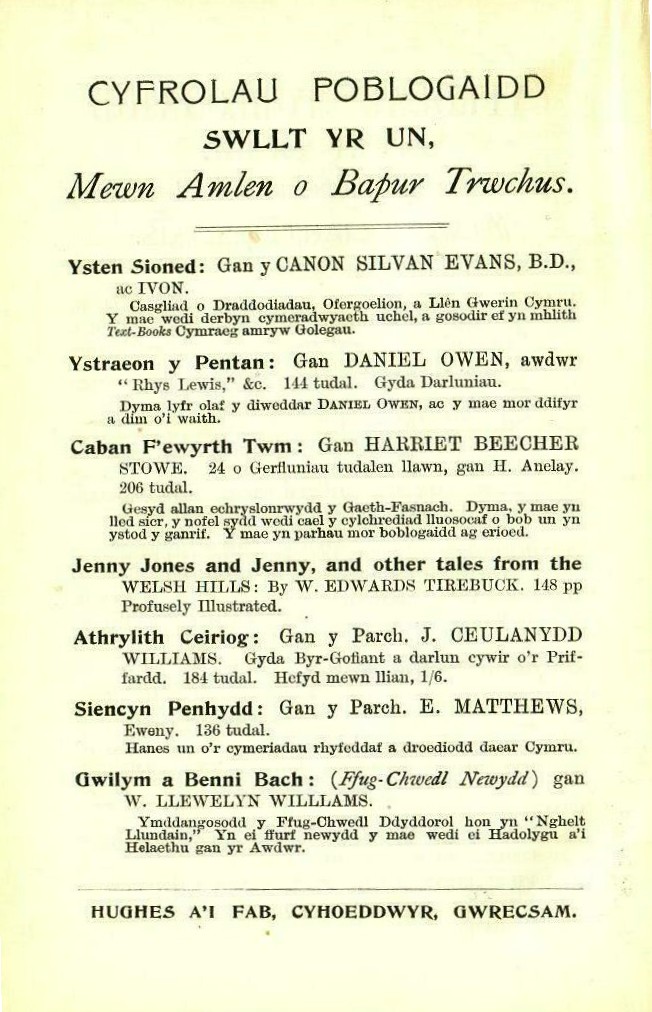 CYFROLAU POBLOGAIDD
SWLLT YR UN,
Mewn Amlen o Bapur Trwchus.
Ysten Sioned: Gan y CANON SILVAN EVANS, B.D.,
ac IVON.
Casgliad o Draddodiadau, Ofergoelion, a Llên Gwerin Cymru.
Y mae wedi derbyn cymeradwyaeth uchel, a gosodir ef yn mhlith
Text-Books Cymraeg amryw Golegau.
Ystraeon y Pentan: Gan DANIEL OWEN, awdwr
"Rhys Lewis," &c. 144 tudal. Gyda Darluniau.
Dyma lyfr olaf y diweddar DANIEL OWEN, ac y mae mor ddifyr
a dim o'i waith.
Caban F'ewyrth Twm: Gan HARRIET BEECHER
STOWE. 24 o Gerfluniau tudalen llawn, gan H. Anelay.
206 tudal.
Gesyd allan echryslonrwydd y Gaeth-Fasnach. Dyma, y mae yn
lled sicr, y nofel sydd wedi cael y cylchrediad lluosocaf o bob un yn
ystod y ganrif. Y mae yn parhau mor boblogaidd ag erioed.
Jenny Jones and Jenny, and other tales from the
WELSH HILLS: By W. EDWARDS TIREBUCK. 148 pp
Profusely Illustrated.
Athrylith Ceiriog: Gan y Parch. J. CEULANYDD
WILLIAMS. Gyda Byr-Gofiant a darlun cywir o'r Prif-
fardd. 184 tudal. Hefyd mewn llian, 1/6.
Siencyn Penhydd: Gan y Parch. E. MATTHEWS,
Eweny. 136 tudal.
Hanes un o'r cymeriadau rhyfeddaf a droediodd daear Cymru.
Gwilym a Benni Bach: (Ffug-Chwedl Newydd) gan
W. LLEWELYN WILLLAMS.
Ymddangosodd y Ffug-Chwedl Ddyddorol hon yn "Nghelt
Llundain," Yn ei ffurf newydd y mae wedi ei Hadolygu a'i
Helaethu gan yr Awdwr.
HUGHES A'I FAB, CYHOEDDWYR, GWRECSAM.